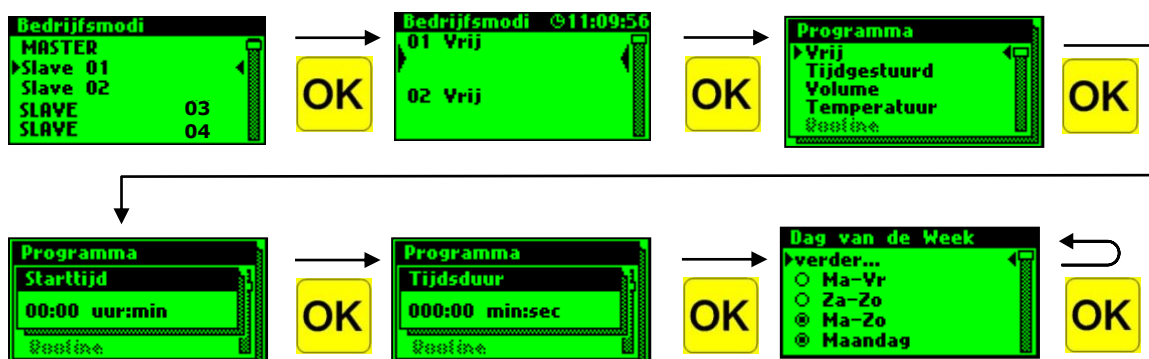 Bedrijfsmodi
MASTER
Slave 01
Slave 02
SLAVE 03
SLAVE 04
OK
Bedrijfsmodi 11:09:56
01 Vrij
02 Vrij
OK
Programma
Vrij
Tijdgestuurd
Volume
Temperatuur
OK
Programma
Starttijd
00:00 uur:min
OK
Programma
Tijdsduur
000:00 min:sec
OK
Dag van de Week
verder...
Ma-Vr
Za-Zo
Ma-Zo
Maandag
OK